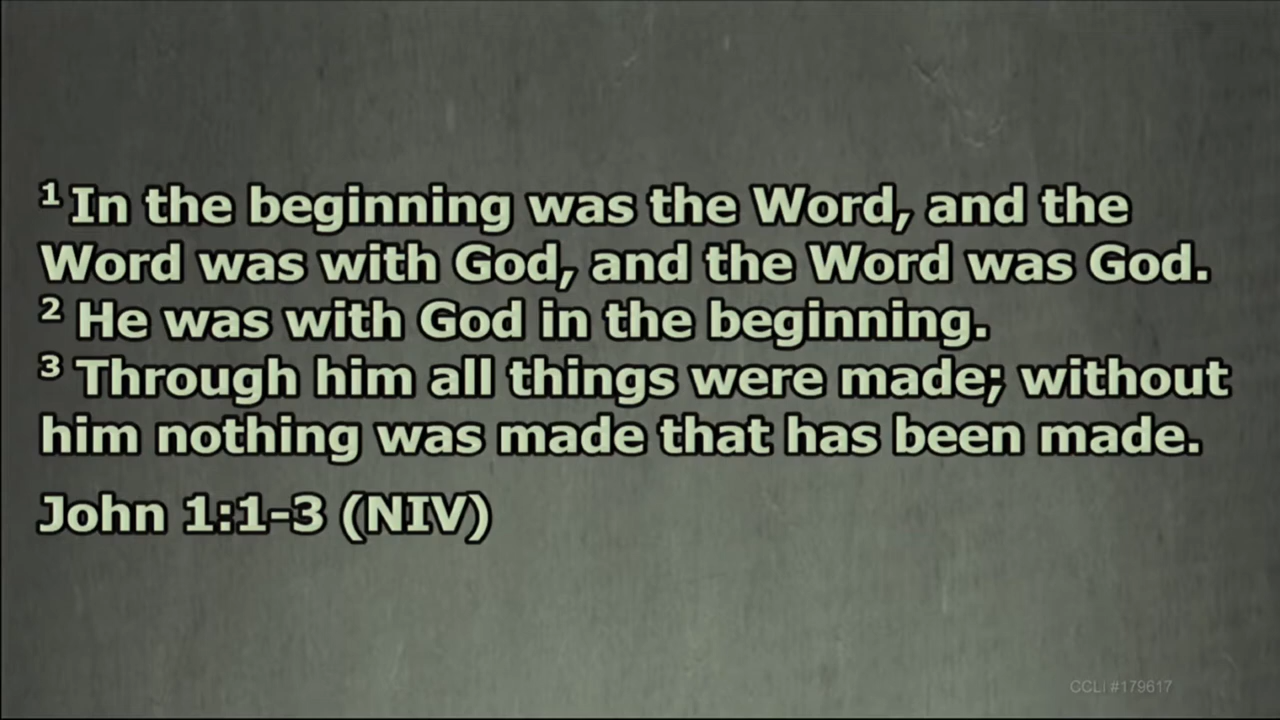 ¹ In the beginning was the Word, and the
Word was with God, and the Word was God.
² He was with God in the beginning.
³ Through him all things were made; without
him nothing was made that has been made.
John 1:1-3 (NIV)
CCLI #179617